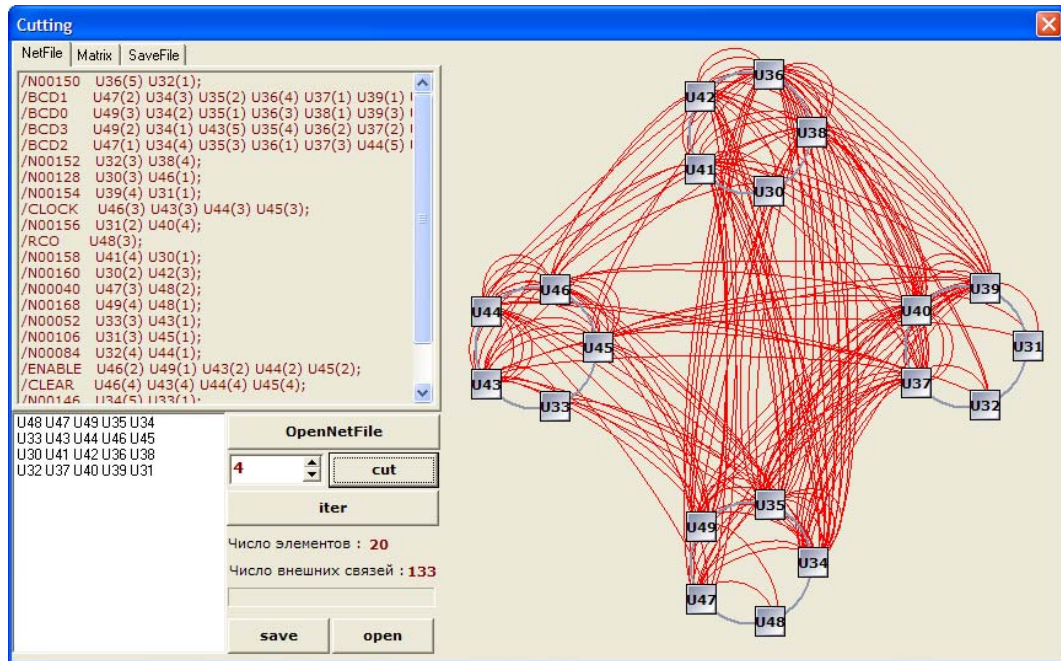 Cutting
NetFile Matrix SaveFile
/N00150 U36(5) U32(1);
/BCD1 U47(2) U34(3) U35(2) U36(4) U37(1) U39(1)
/BCD0 U49(3) U34(2) U35(1) U36(3) U38(1) U39(3)
/BCD3 U49(2) U34(1) U43(5) U35(4) U36(2) U37(2)
/BCD2 U47(1) U34(4) U35(3) U36(1) U37(3) U44(5)
/N00152 U32(3) U38(4);
/N00128 U30(3) U46(1);
/N00154 U39(4) U31(1);
/CLOCK U46(3) U43(3) U44(3) U45(3);
/N00156 U31(2) U40(4);
/RCO U48(3);
/N00158 U41(4) U30(1);
/N00160 U30(2) U42(3);
/N00040 U47(3) U48(2);
/N00168 U49(4) U48(1);
/N00052 U33(3) U43(1);
/N00106 U31(3) U45(1);
/N00084 U32(4) U44(1);
/ENABLE U46(2) U49(1) U43(2) U44(2) U45(2);
/CLEAR U46(4) U43(4) U44(4) U45(4);
/N00146 U34(5) U33(1);
U48 U47 U49 U35 U34
U33 U43 U44 U46 U45
U30 U41 U42 U36 U38
U32 U37 U40 U39 U31
OpenNetFile
4 cut
iter
Число элементов : 20
Число внешних связей : 133
save open
U36
U42
U38
U41
U30
U46
U44
U45
U43
U33
U39
U40
U31
U37
U32
U35
U49
U34
U47
U48